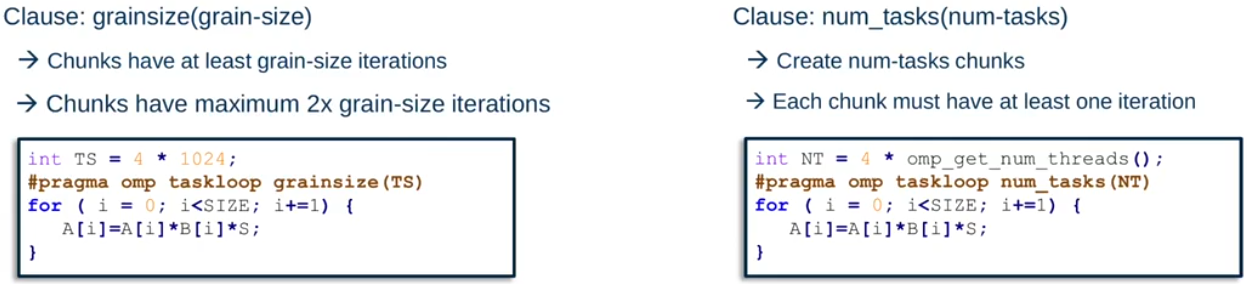 Clause: grainsize(grain-size)
→ Chunks have at least grain-size iterations
→ Chunks have maximum 2x grain-size iterations
int TS = 4 * 1024;
#pragma omp taskloop grainsize(TS)
for ( i = 0; i<SIZE; i+=1) {
   A[i]=A[i]*B[i]*S;
}
Clause: num_tasks(num-tasks)
→ Create num-tasks chunks
→ Each chunk must have at least one iteration
int NT = 4 * omp_get_num_threads();
#pragma omp taskloop num_tasks(NT)
for ( i = 0; i<SIZE; i+=1) {
   A[i]=A[i]*B[i]*S;
}